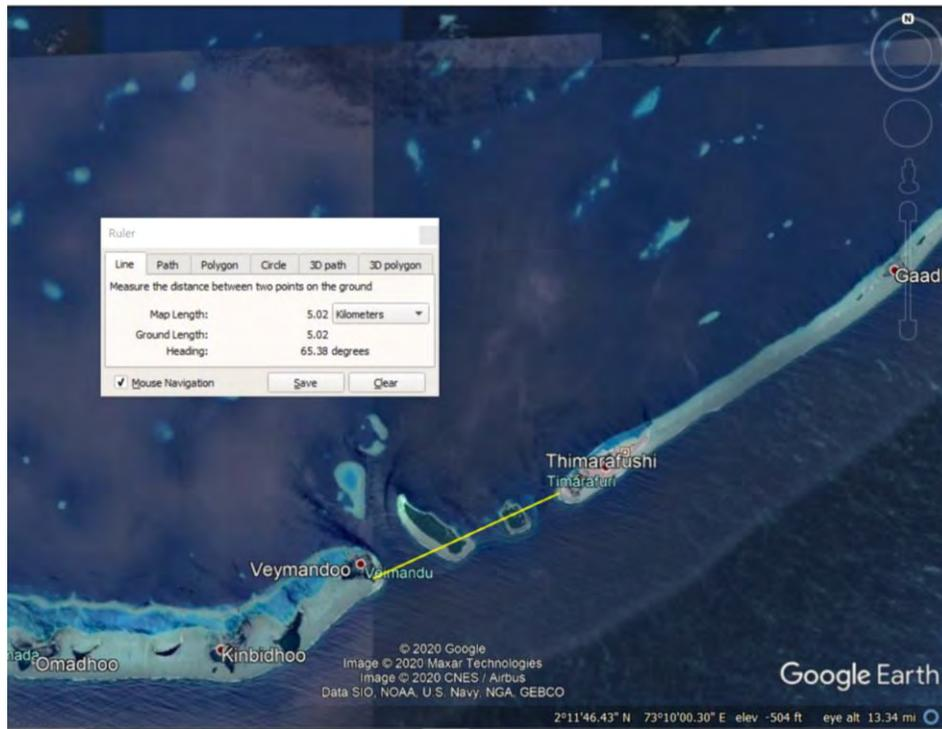 N
Ruler
Line Path Polygon Circle 3D path 3D polygon
Measure the distance between two points on the ground
Map Length: 5.02 Kilometers
Ground Length: 5.02
Heading: 65.38 degrees
Mouse Navigation Save Clear
Gaad
Thimarafushi
Timarafuri
Veymandoo
Veimandu
Kinbidhoo
Omadhoo
© 2020 Google
Image © 2020 Maxar Technologies
Image © 2020 CNES / Airbus
Data SIO, NOAA, U.S. Navy, NGA, GEBCO
Google Earth
2°11'46.43" N 73°10'00.30" E elev -504 ft eye alt 13.34 mi